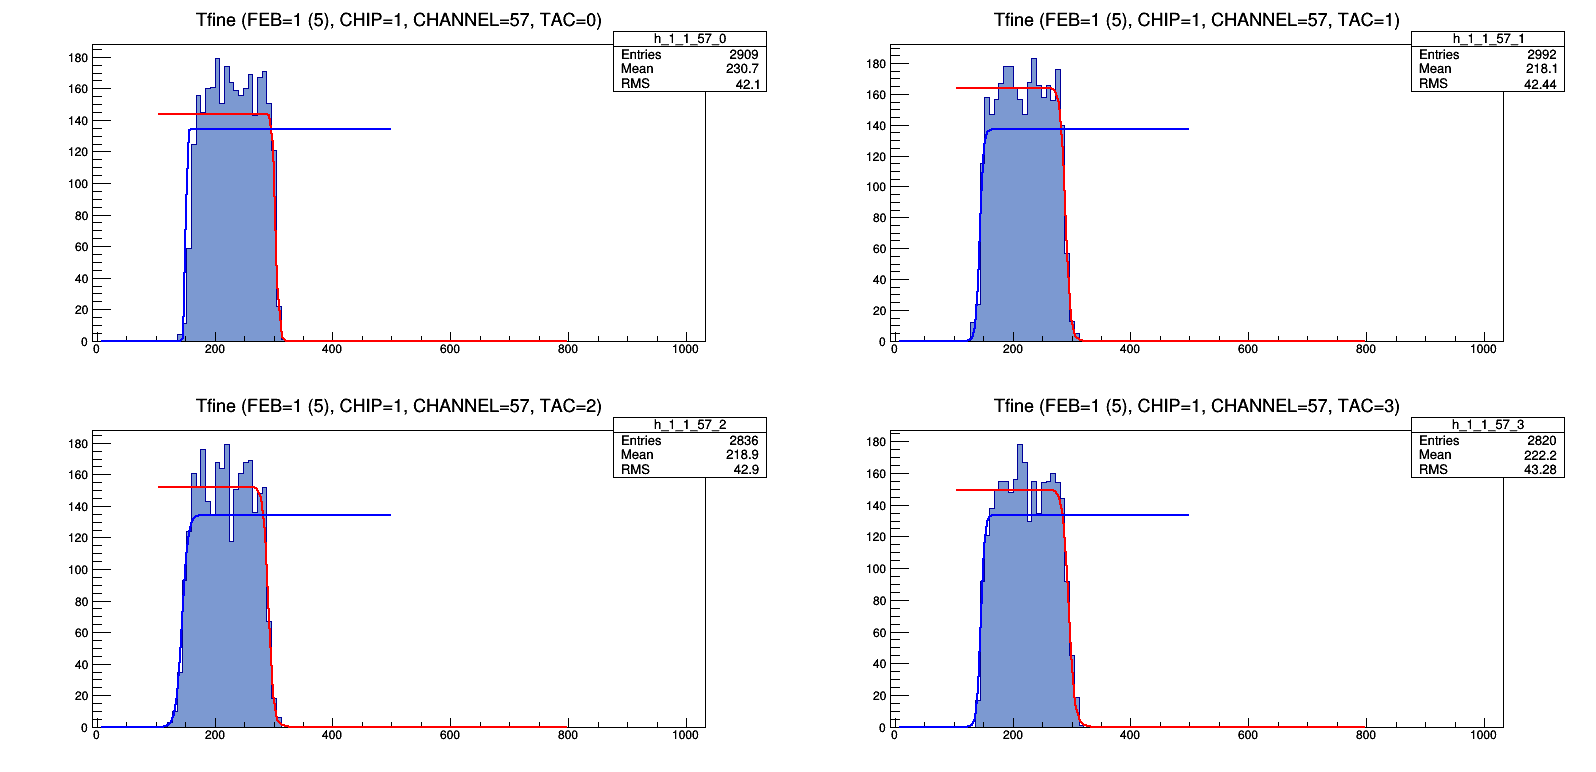 Tfine (FEB=1 (5), CHIP=1, CHANNEL=57, TAC=0)
h_1_1_57_0
Entries 2909
Mean 230.7
RMS 42.1
180
160
140
120
100
80
60
40
20
0
0 200 400 600 800 1000
Tfine (FEB=1 (5), CHIP=1, CHANNEL=57, TAC=1)
h_1_1_57_1
Entries 2992
Mean 218.1
RMS 42.44
180
160
140
120
100
80
60
40
20
0
0 200 400 600 800 1000
Tfine (FEB=1 (5), CHIP=1, CHANNEL=57, TAC=2)
h_1_1_57_2
Entries 2836
Mean 218.9
RMS 42.9
180
160
140
120
100
80
60
40
20
0
0 200 400 600 800 1000
Tfine (FEB=1 (5), CHIP=1, CHANNEL=57, TAC=3)
h_1_1_57_3
Entries 2820
Mean 222.2
RMS 43.28
180
160
140
120
100
80
60
40
20
0
0 200 400 600 800 1000